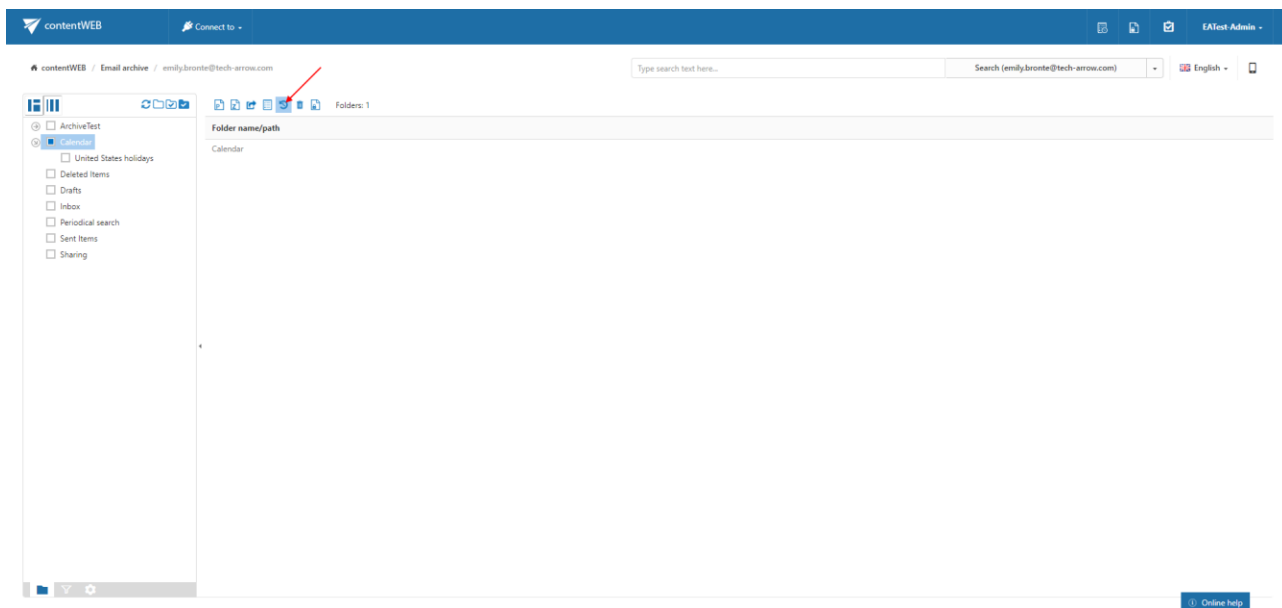 contentWEB
Connect to
EATest-Admin
contentWEB / Email archive / emily.bronte@tech-arrow.com
Type search text here...
Search (emily.bronte@tech-arrow.com)
English
Folders: 1
ArchiveTest
Calendar
United States holidays
Deleted Items
Drafts
Inbox
Periodical search
Sent Items
Sharing
Folder name/path
Calendar
Online help